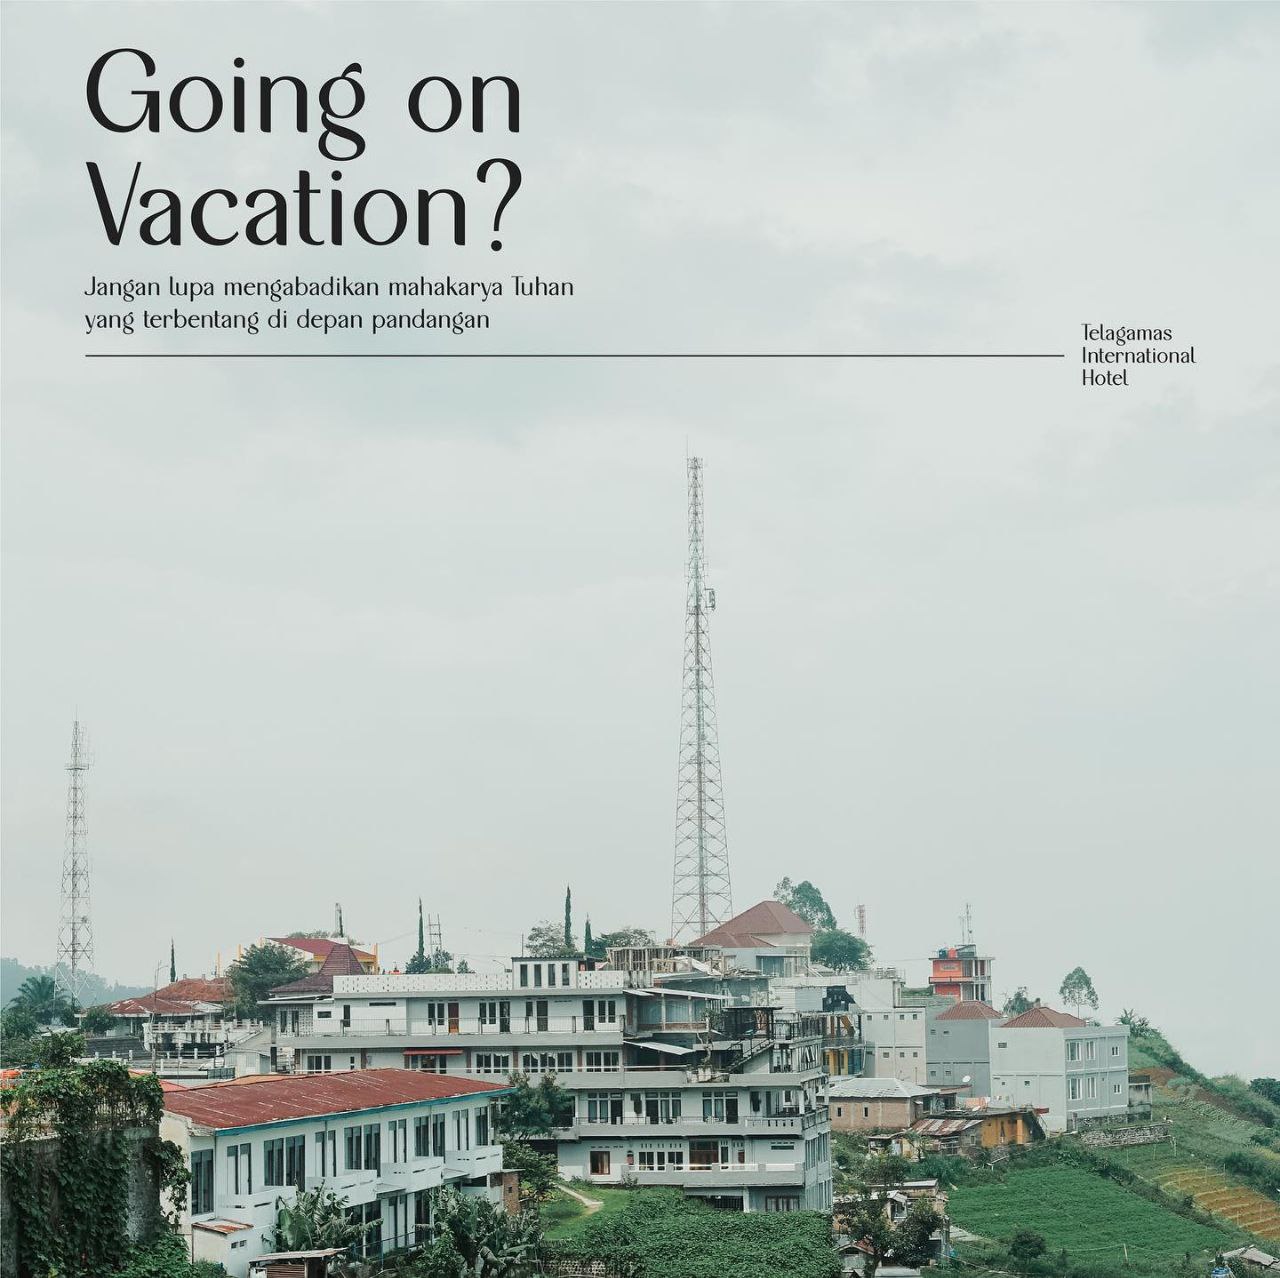 Going on
Vacation?
Jangan lupa mengabadikan mahakarya Tuhan
yang terbentang di depan pandangan
Telagamas
International
Hotel